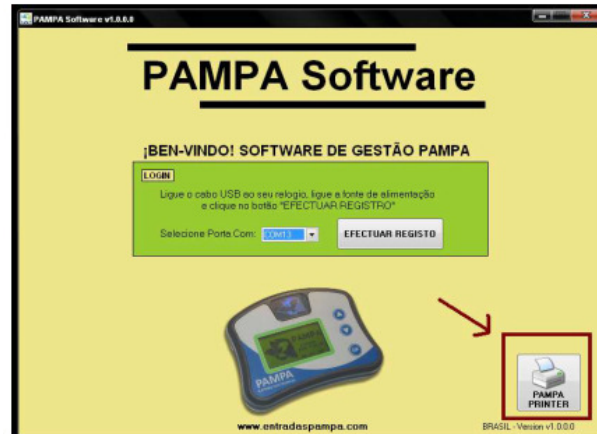 PAMPA Software v1.0.0.0
PAMPA Software
¡BEN-VINDO! SOFTWARE DE GESTÃO PAMPA
LOGIN
Ligue o cabo USB ao seu relogio, ligue a fonte de alimentação
e clique na botão "EFECTUAR REGISTRO"
Selecione Porta Com: COM13
EFECTUAR REGISTO
PAMPA
PAMPA
PAMPA
PRINTER
www.entradaspampa.com
BRASIL - Version v1.0.0.0